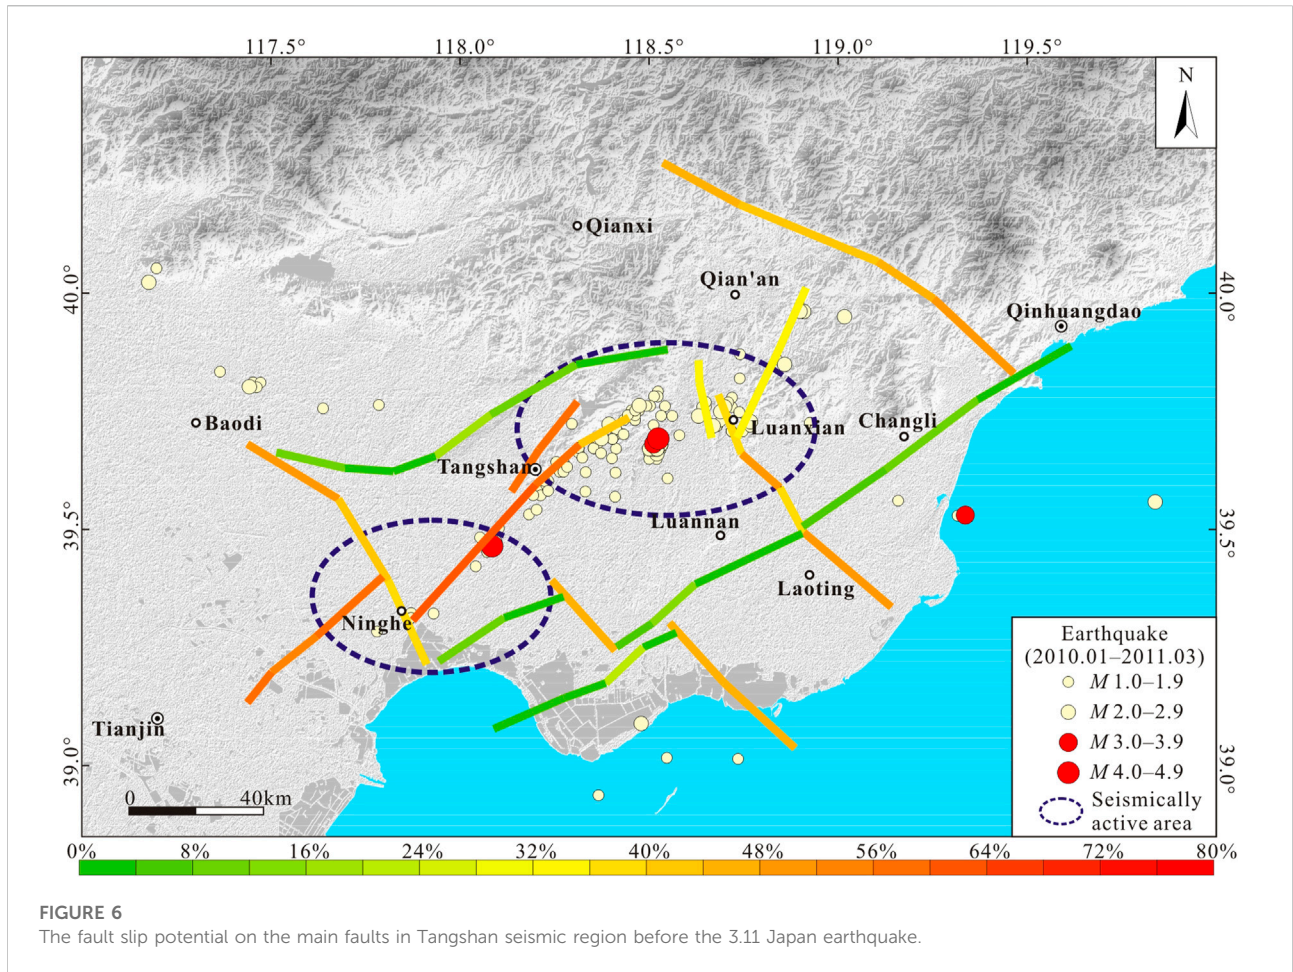 117.5° 118.0° 118.5° 119.0° 119.5°
N
Qianxi
40.0°
Qian'an
40.0°
Qinhuangdao
Baodi
Changli
Luanxian
Tangshan
39.5°
Luannan
39.5°
Laoting
Ninghe
Tianjin
39.0°
39.0°
0 40km
Earthquake
(2010.01–2011.03)
M 1.0–1.9
M 2.0–2.9
M 3.0–3.9
M 4.0–4.9
Seismically
active area
0% 8% 16% 24% 32% 40% 48% 56% 64% 72% 80%
FIGURE 6
The fault slip potential on the main faults in Tangshan seismic region before the 3.11 Japan earthquake.